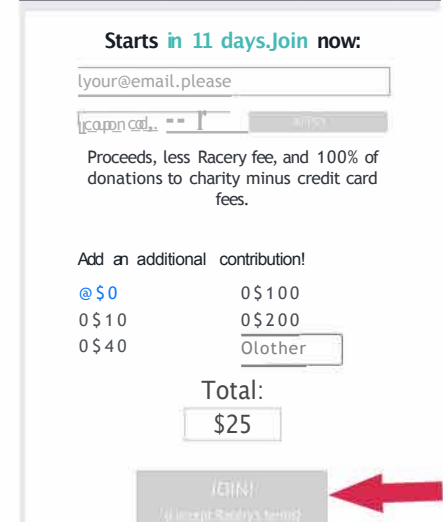 Starts in 11 days.Join now:
lyour@email.please
Proceeds, less Racery fee, and 100% of
donations to charity minus credit card
fees.
Add an additional contribution!
@$0 0$100
0$10 0$200
0$40 Olother
Total:
$25
JOIN!